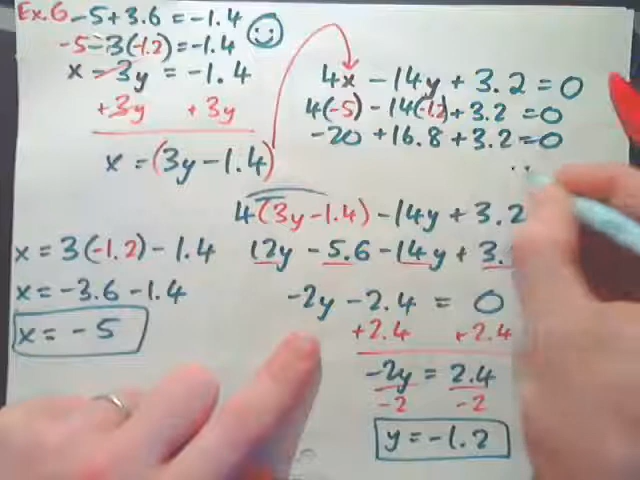 Ex.6 -5+3.6=-1.4
-5-3(-1.2)=-1.4
x-3y=-1.4
+3y +3y
x=(3y-1.4)
4x-14y+3.2=0
4(-5)-14(-1.2)+3.2=0
-20+16.8+3.2=0
4(3y-1.4)-14y+3.2
12y-5.6-14y+3.
-2y-2.4=0
+2.4 +2.4
-2y=2.4
-2 -2
y=-1.2
x=3(-1.2)-1.4
x=-3.6-1.4
x=-5